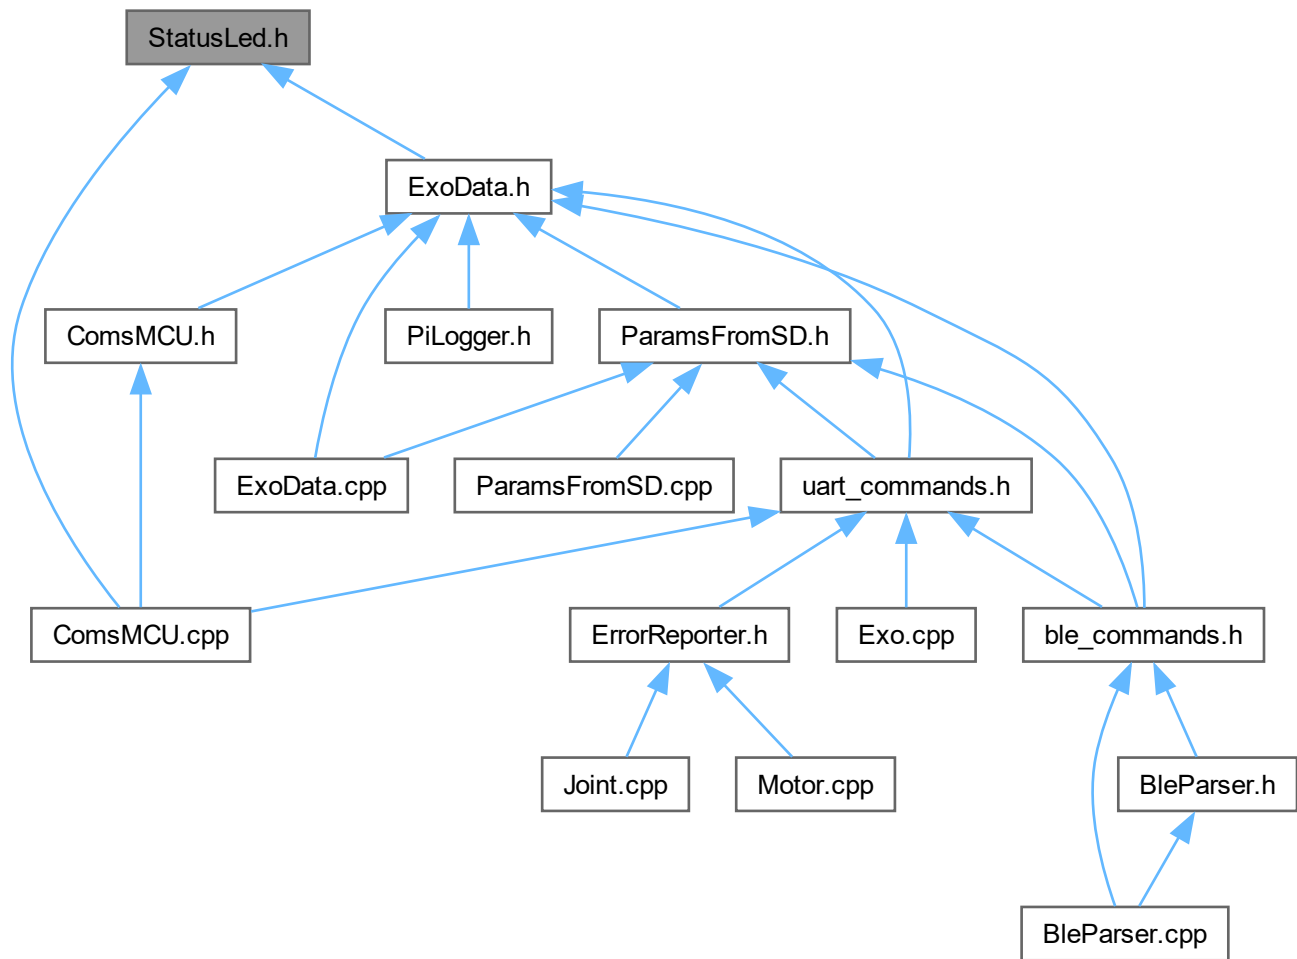 StatusLed.h
ExoData.h
ComsMCU.h
PiLogger.h
ParamsFromSD.h
ExoData.cpp
ParamsFromSD.cpp
uart_commands.h
ComsMCU.cpp
ErrorReporter.h
Exo.cpp
ble_commands.h
Joint.cpp
Motor.cpp
BleParser.h
BleParser.cpp